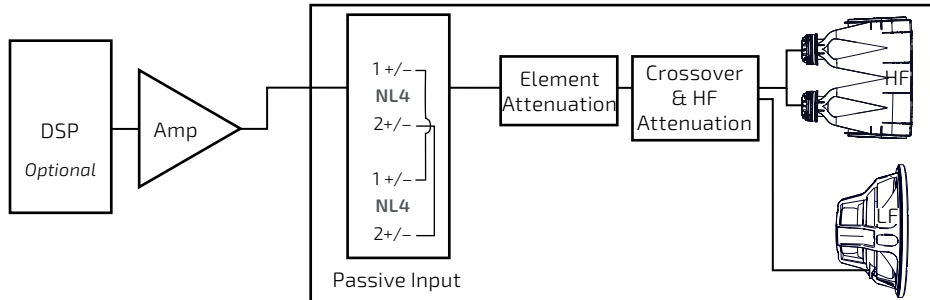 DSP
Optional
Amp
1 +/–
NL4
2+/–
1 +/–
NL4
2+/–
Passive Input
Element
Attenuation
Crossover
& HF
Attenuation
HF
LF